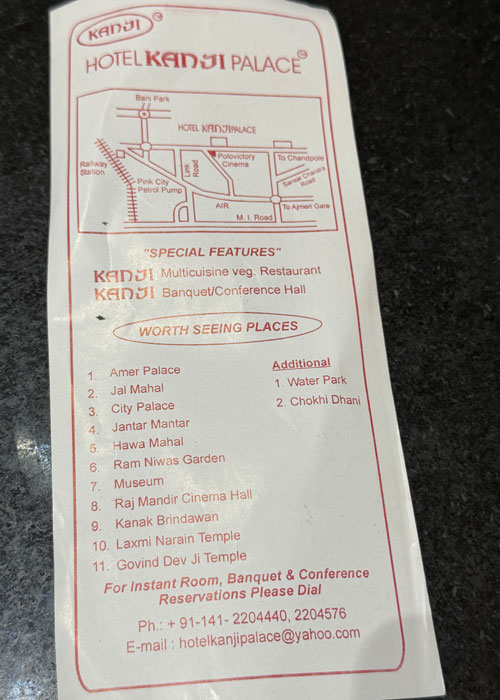 KANJI
HOTEL KANJI PALACE
Bani Park
HOTEL KANJI PALACE
Railway
Station
Link
Road
Polovictory
Cinema
To Chandpole
Sansar Chandra
Road
Pink City
Petrol Pump
AIR
To Ajmeri Gate
M. I. Road
"SPECIAL FEATURES"
KANJI Multicuisine veg. Restaurant
KANJI Banquet/Conference Hall
WORTH SEEING PLACES
1. Amer Palace
2. Jal Mahal
3. City Palace
4. Jantar Mantar
5. Hawa Mahal
6. Ram Niwas Garden
7. Museum
8. Raj Mandir Cinema Hall
9. Kanak Brindawan
10. Laxmi Narain Temple
11. Govind Dev Ji Temple
Additional
1. Water Park
2. Chokhi Dhani
For Instant Room, Banquet & Conference
Reservations Please Dial
Ph.: + 91-141- 2204440, 2204576
E-mail : hotelkanjipalace@yahoo.com